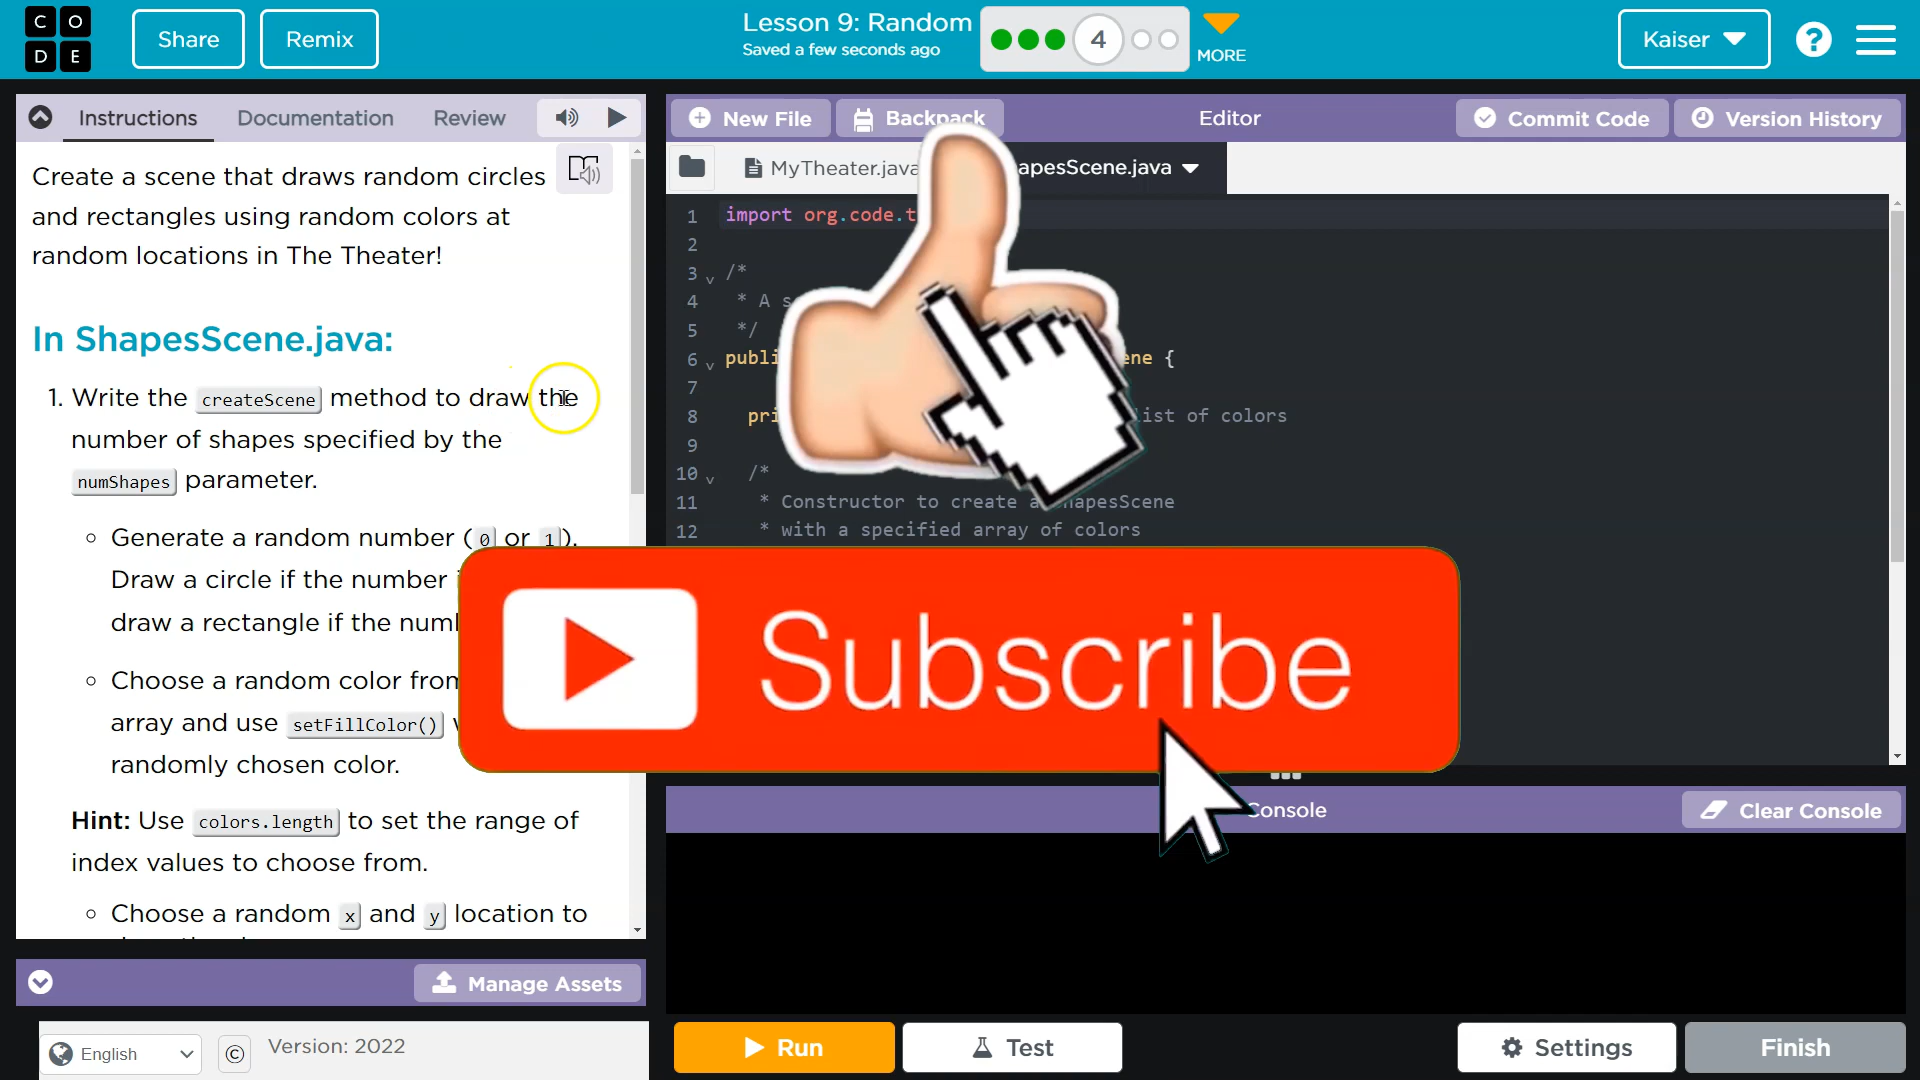 C O
D E
Share
Remix
Lesson 9: Random
Saved a few seconds ago
4
MORE
Kaiser
?
Instructions
Documentation
Review
New File
Backpack
Editor
Commit Code
Version History
MyTheater.java
apesScene.java
Create a scene that draws random circles
and rectangles using random colors at
random locations in The Theater!
In ShapesScene.java:
1. Write the createScene method to draw the
number of shapes specified by the
numShapes parameter.
Generate a random number ( 0 or 1 ).
Draw a circle if the number
draw a rectangle if the
Choose a random color
array and use setFillColor()
randomly chosen color.
Hint: Use colors.length to set the range of
index values to choose from.
Choose a random x and y location to
1 import org.code.t
2
3 /*
4 * A
5 */
6 publi ene {
7
8 pri list of colors
9
10 /*
11 * Constructor to create a ShapesScene
12 * with a specified array of colors
Subscribe
Console
Clear Console
Manage Assets
English
©
Version: 2022
Run
Test
Settings
Finish